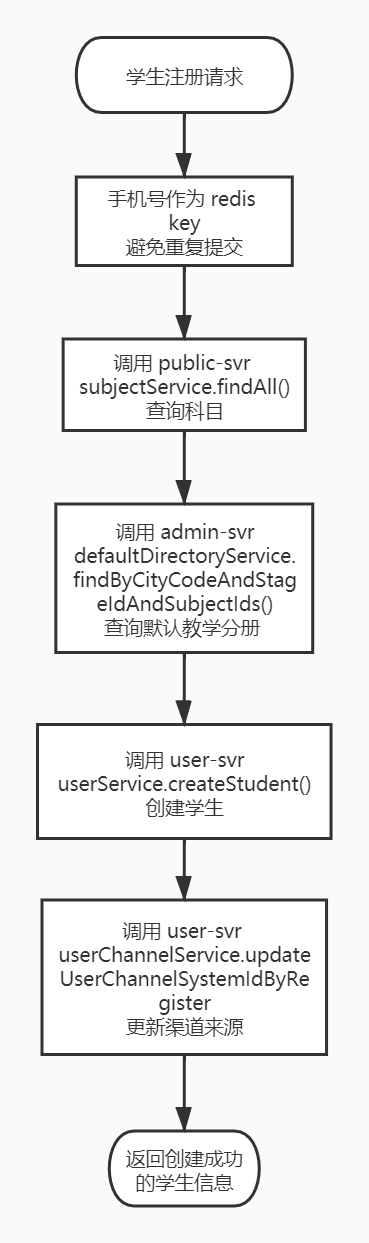 学生注册请求
手机号作为 redis
key
避免重复提交
调用 public-svr
subjectService.findAll()
查询科目
调用 admin-svr
defaultDirectoryService.
findByCityCodeAndStag
eIdAndSubjectIds()
查询默认教学分册
调用 user-svr
userService.createStudent()
创建学生
调用 user-svr
userChannelService.update
UserChannelSystemIdByRe
gister
更新渠道来源
返回创建成功
的学生信息